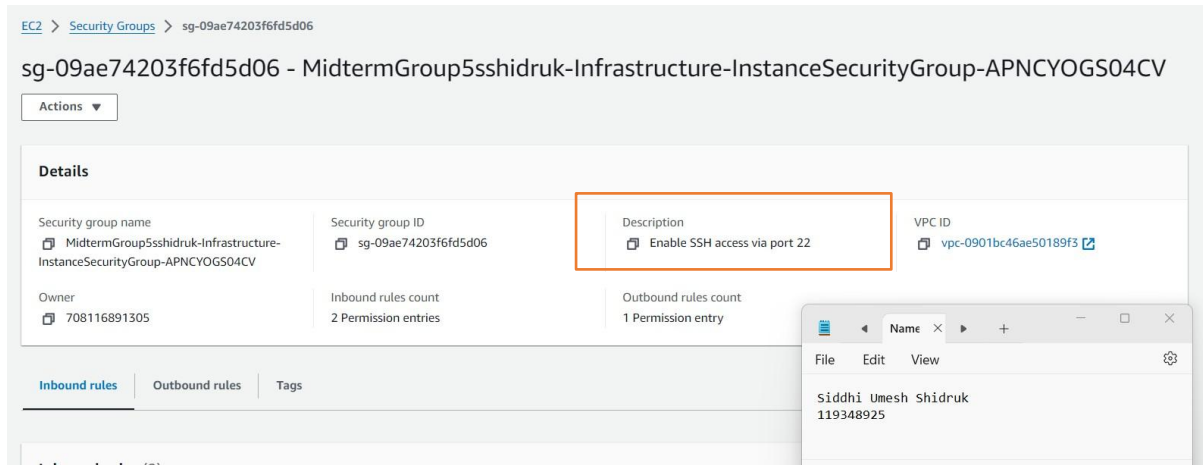 EC2 > Security Groups > sg-09ae74203f6fd5d06
sg-09ae74203f6fd5d06 - MidtermGroup5sshidruk-Infrastructure-InstanceSecurityGroup-APNCYOGS04CV
Actions
Details
Security group name
MidtermGroup5sshidruk-Infrastructure-
InstanceSecurityGroup-APNCYOGS04CV
Security group ID
sg-09ae74203f6fd5d06
Description
Enable SSH access via port 22
VPC ID
vpc-0901bc46ae50189f3
Owner
708116891305
Inbound rules count
2 Permission entries
Outbound rules count
1 Permission entry
Inbound rules
Outbound rules
Tags
Name
File Edit View
Siddhi Umesh Shidruk
119348925